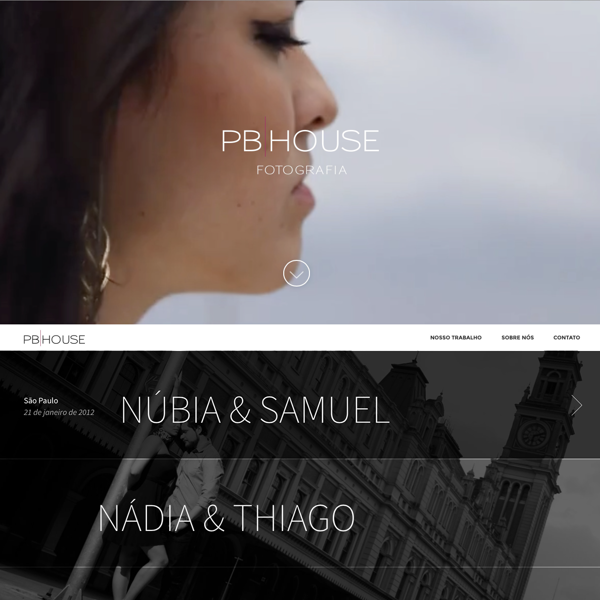 PB HOUSE
FOTOGRAFIA
PB HOUSE
NOSSO TRABALHO SOBRE NÓS CONTATO
São Paulo
21 de janeiro de 2012
NÚBIA & SAMUEL
NÁDIA & THIAGO